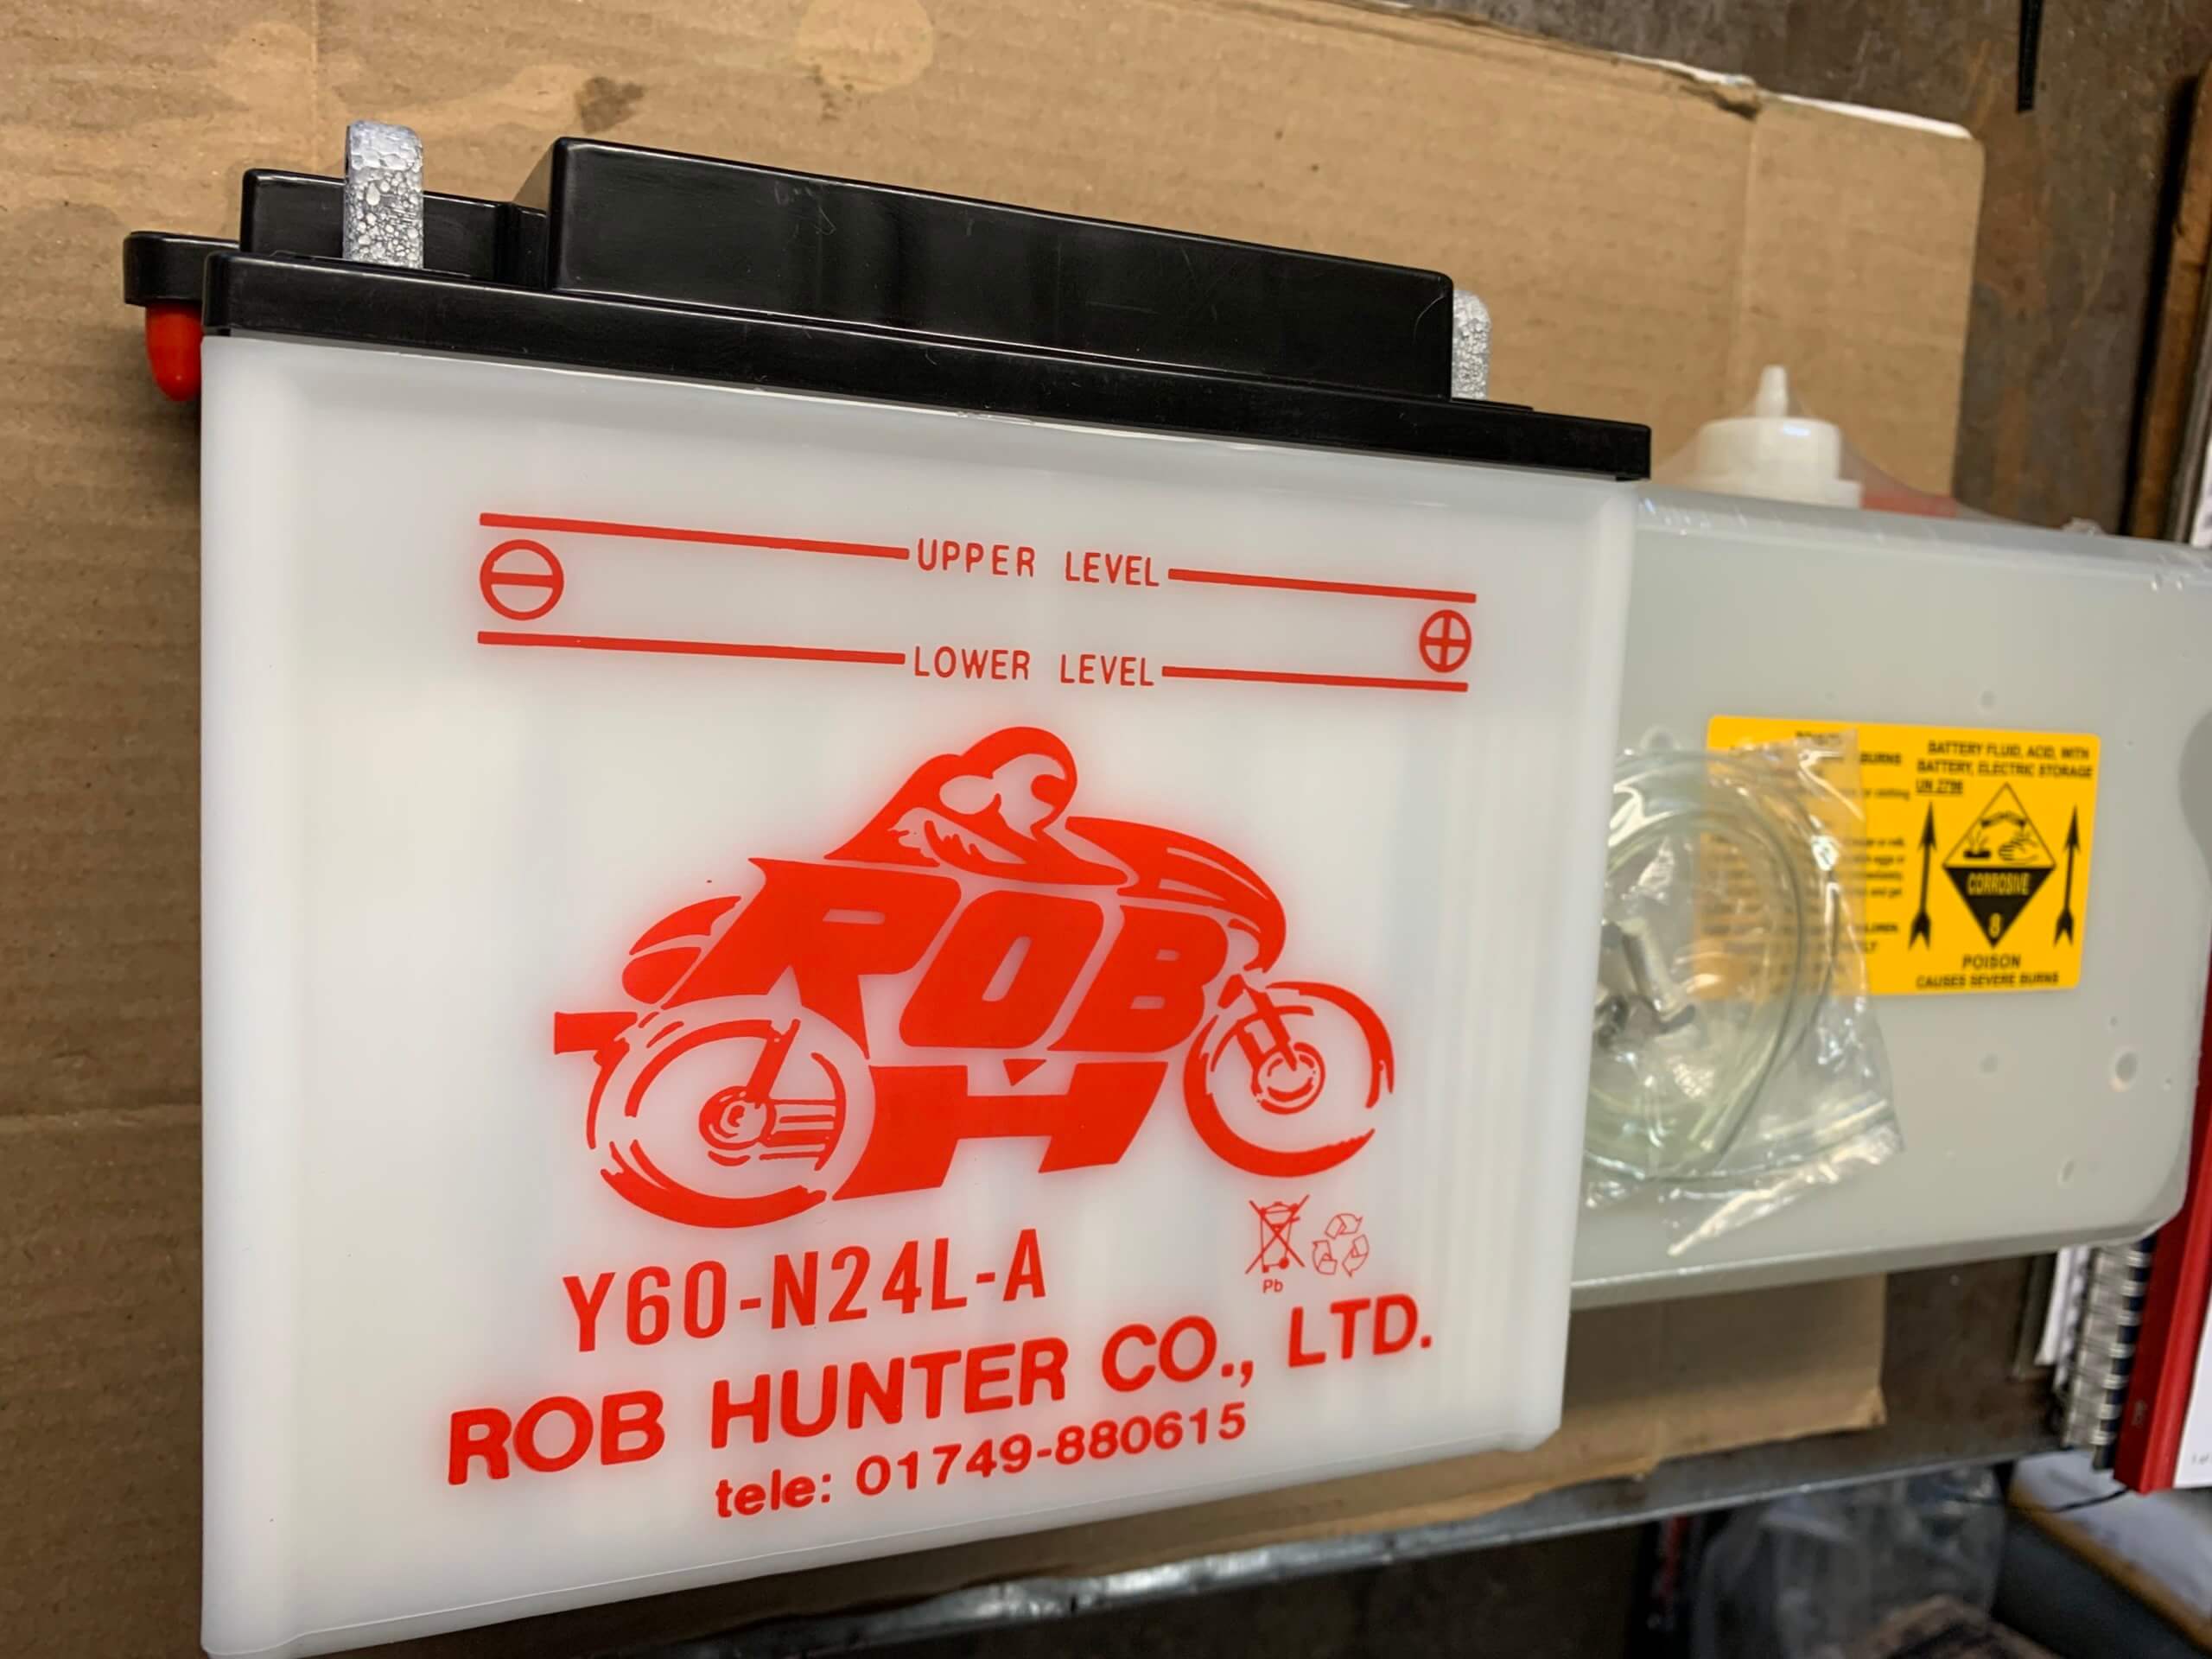 UPPER LEVEL
LOWER LEVEL
ROB
H
Y60-N24L-A
Pb
ROB HUNTER CO., LTD.
tele: 01749-880615
BURNS
BATTERY FLUID, ACID, WITH
BATTERY, ELECTRIC STORAGE
UN 2796
CORROSIVE
8
POISON
CAUSES SEVERE BURNS